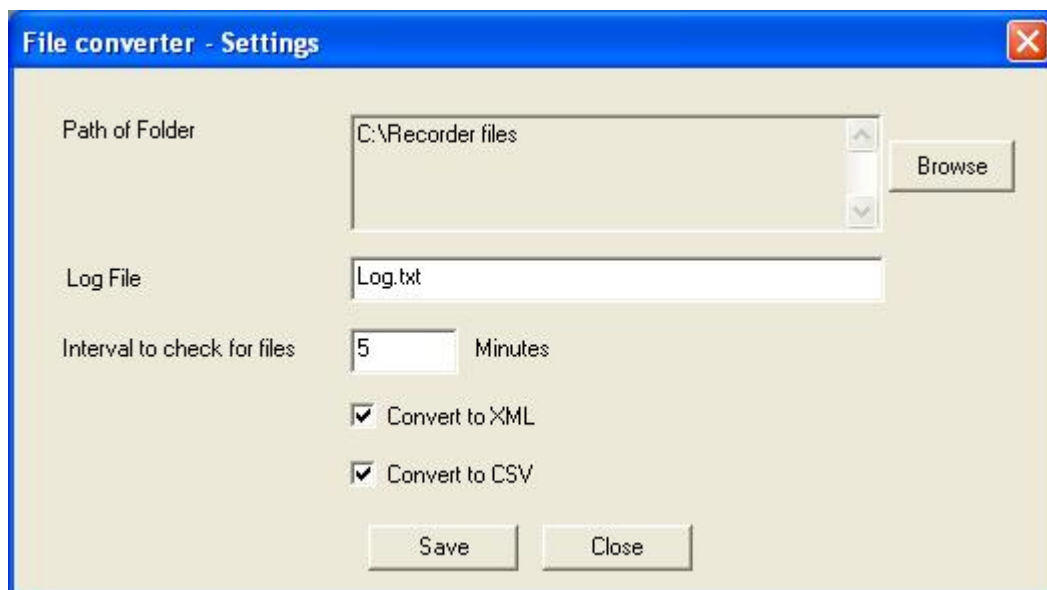 File converter - Settings
Path of Folder
C:\Recorder files
Browse
Log File
Log.txt
Interval to check for files
5
Minutes
Convert to XML
Convert to CSV
Save
Close